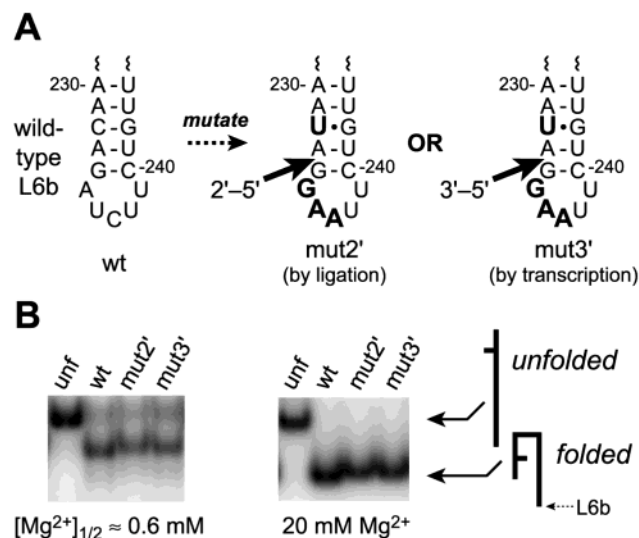 A
230- A-U
A-U
C-G
A-U
G-C -240
A U
U C U
wild-
type
L6b
wt
mutate
230- A-U
A-U
U•G
A-U
G-C -240
G U
A A U
2'–5'
mut2'
(by ligation)
OR
230- A-U
A-U
U•G
A-U
G-C -240
G U
A A U
3'–5'
mut3'
(by transcription)
B
unf wt mut2' mut3'
[Mg2+]1/2 ≈ 0.6 mM
unf wt mut2' mut3'
20 mM Mg2+
unfolded
folded
L6b